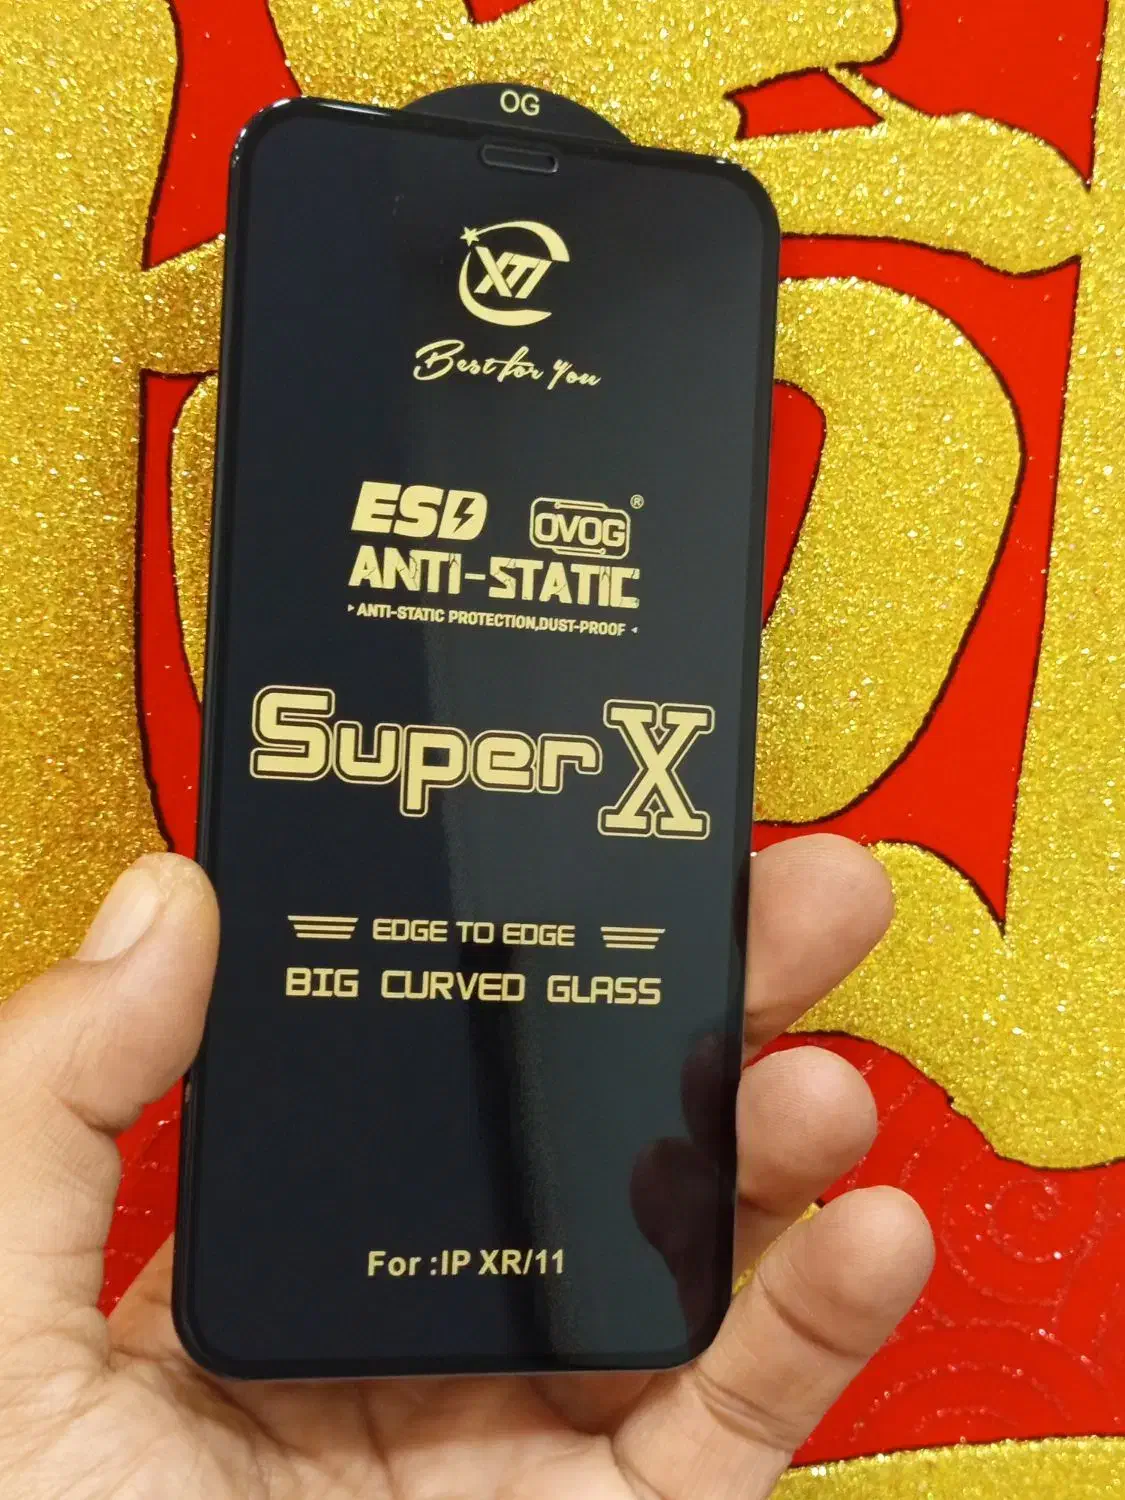 OG
XTI
Best for You
ESD OVOG®
ANTI-STATIC
ANTI-STATIC PROTECTION,DUST-PROOF
Super X
EDGE TO EDGE
BIG CURVED GLASS
For :IP XR/11